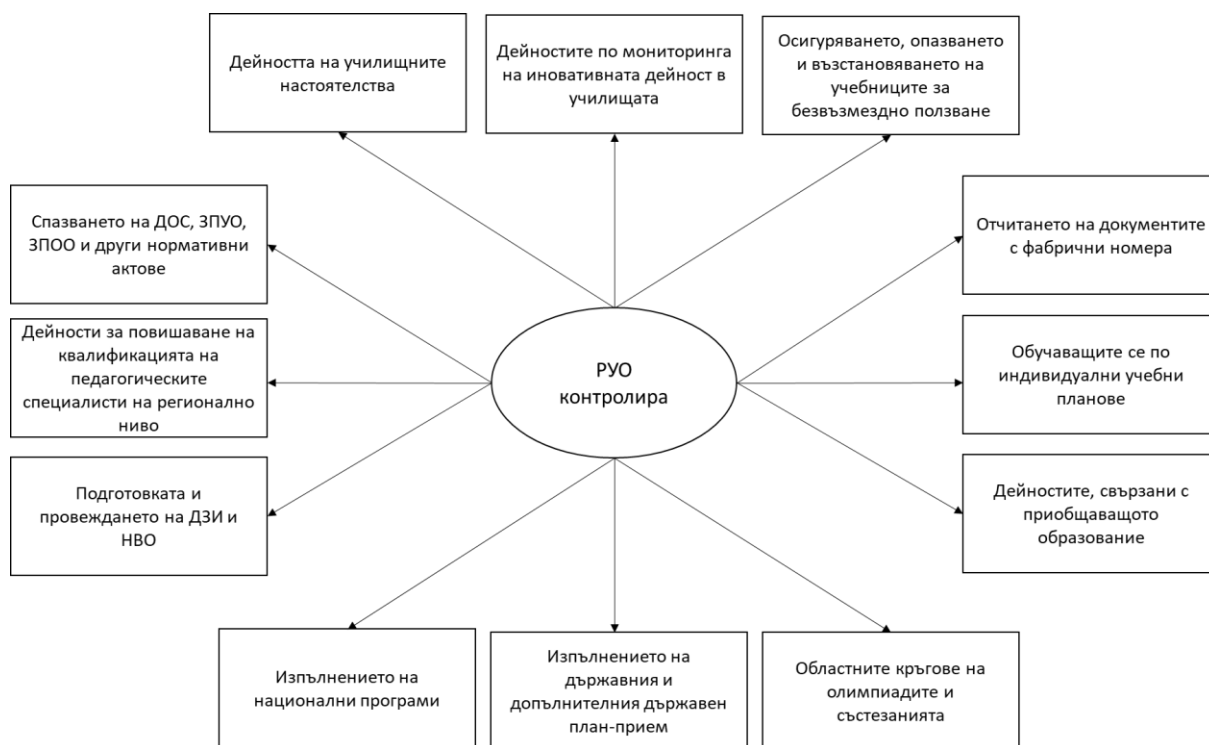 Дейността на училищните
настоятелства
Дейностите по мониторинга
на иновативната дейност в
училищата
Осигуряването, опазването
и възстановяването на
учебниците за
безвъзмездно ползване
Спазването на ДОС, ЗПУО,
ЗПОО и други нормативни
актове
Отчитането на документите
с фабрични номера
Дейности за повишаване на
квалификацията на
педагогическите
специалисти на регионално
ниво
РУО
контролира
Обучаващите се по
индивидуални учебни
планове
Подготовката и
провеждането на ДЗИ и
НВО
Дейностите, свързани с
приобщаващото
образование
Изпълнението на
национални програми
Изпълнението на
държавния и
допълнителния държавен
план-прием
Областните кръгове на
олимпиадите и
състезанията